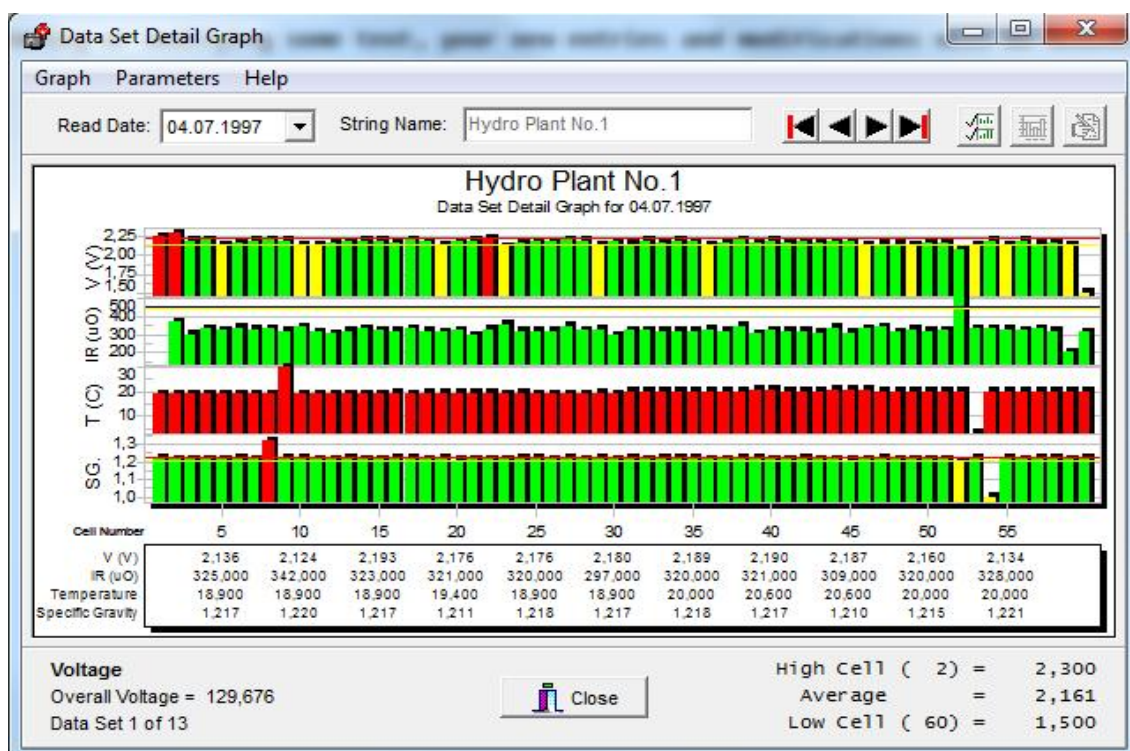 Data Set Detail Graph
Graph Parameters Help
Read Date: 04.07.1997 String Name: Hydro Plant No.1
Hydro Plant No.1
Data Set Detail Graph for 04.07.1997
V (V)
2,25
2,00
1,75
1,50
IR (uO)
500
400
300
200
T (C)
30
20
10
SG.
1,3
1,2
1,1
1,0
Cell Number 5 10 15 20 25 30 35 40 45 50 55
V (V) 2,136 2,124 2,193 2,176 2,176 2,180 2,189 2,190 2,187 2,160 2,134
IR (uO) 325,000 342,000 323,000 321,000 320,000 297,000 320,000 321,000 309,000 320,000 328,000
Temperature 18,900 18,900 18,900 19,400 18,900 18,900 20,000 20,600 20,600 20,000 20,000
Specific Gravity 1,217 1,220 1,217 1,211 1,218 1,217 1,218 1,217 1,210 1,215 1,221
Voltage
Overall Voltage = 129,676
Data Set 1 of 13
Close
High Cell ( 2) = 2,300
Average = 2,161
Low Cell ( 60) = 1,500